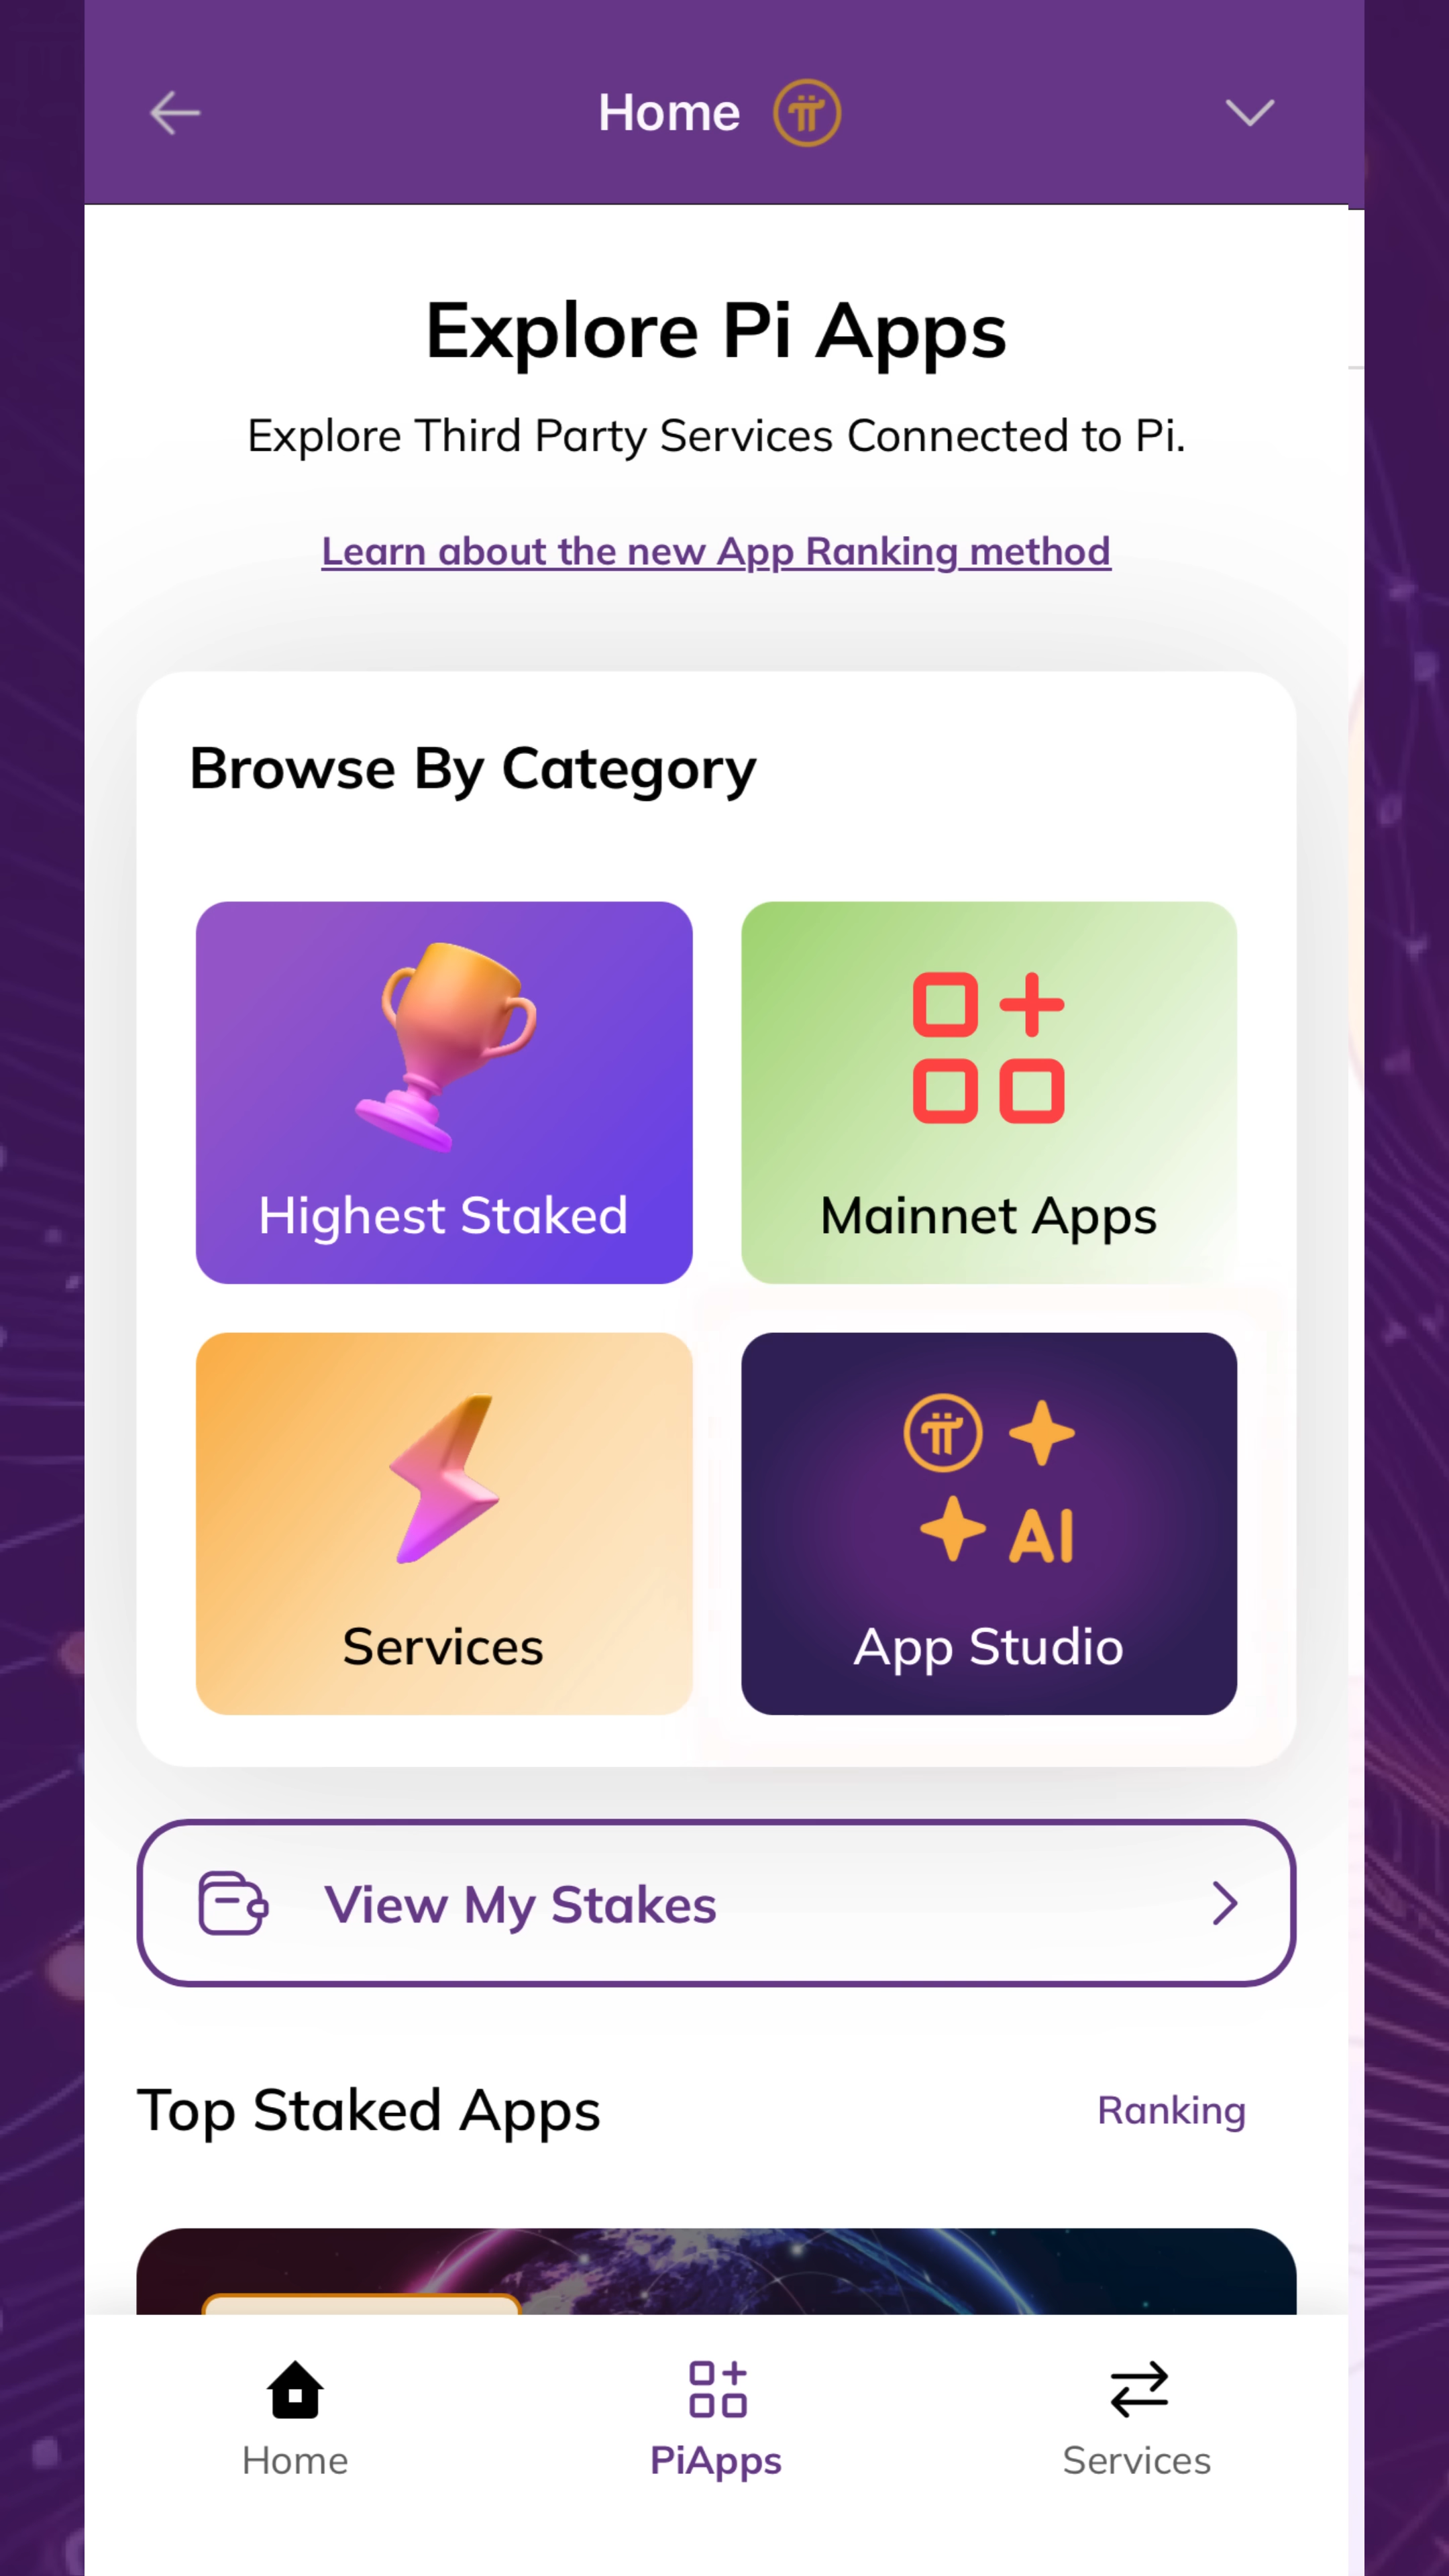 Home
Explore Pi Apps
Explore Third Party Services Connected to Pi.
Learn about the new App Ranking method
Browse By Category
Highest Staked
Mainnet Apps
AI
Services
App Studio
View My Stakes
Top Staked Apps
Ranking
Home
PiApps
Services